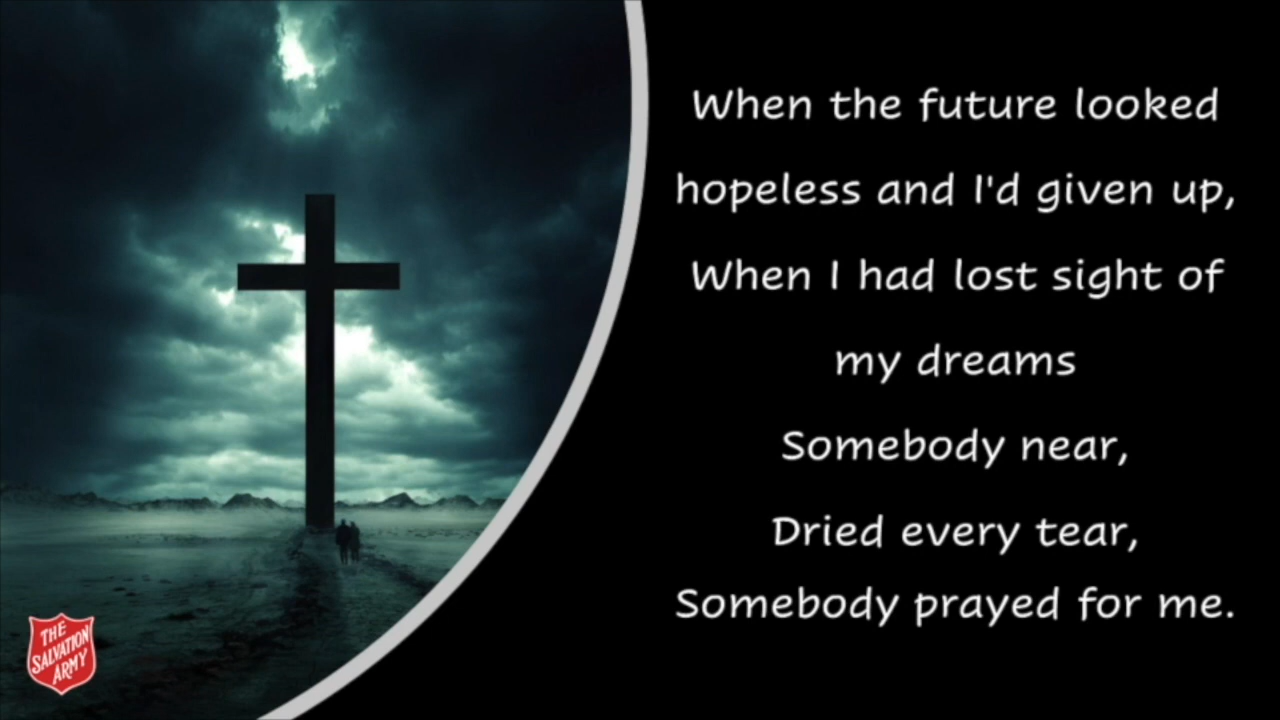 When the future looked
hopeless and I'd given up,
When I had lost sight of
my dreams
Somebody near,
Dried every tear,
Somebody prayed for me.
THE
SALVATION
ARMY